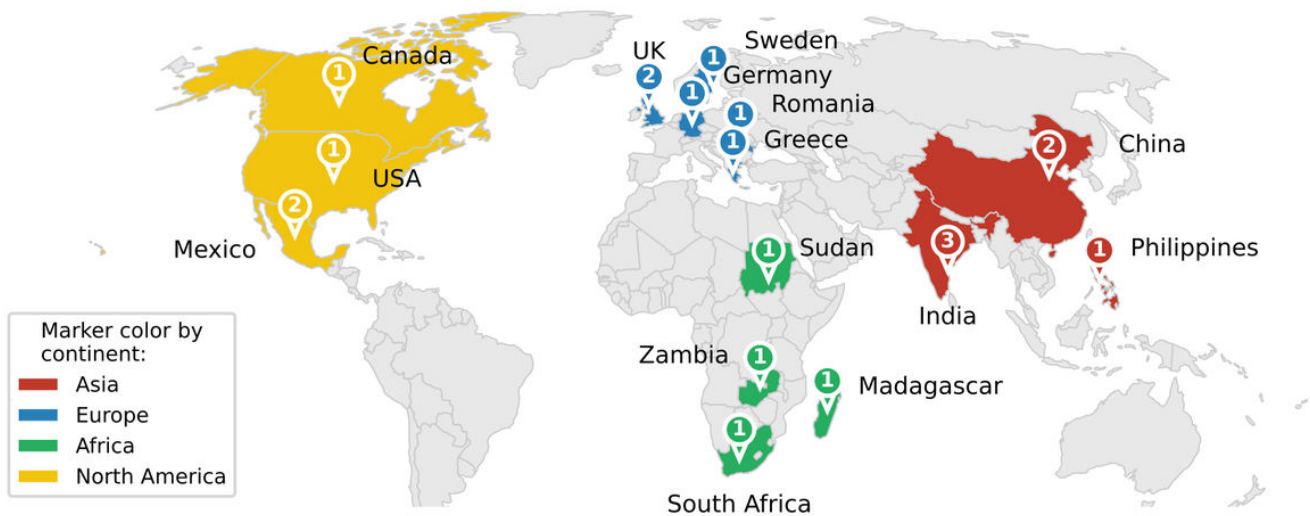 Canada
1
UK
2
Sweden
1
Germany
1
Romania
1
Greece
1
China
2
USA
1
Mexico
2
Sudan
1
India
3
Philippines
1
Zambia
1
Madagascar
1
South Africa
1
Marker color by
continent:
Asia
Europe
Africa
North America